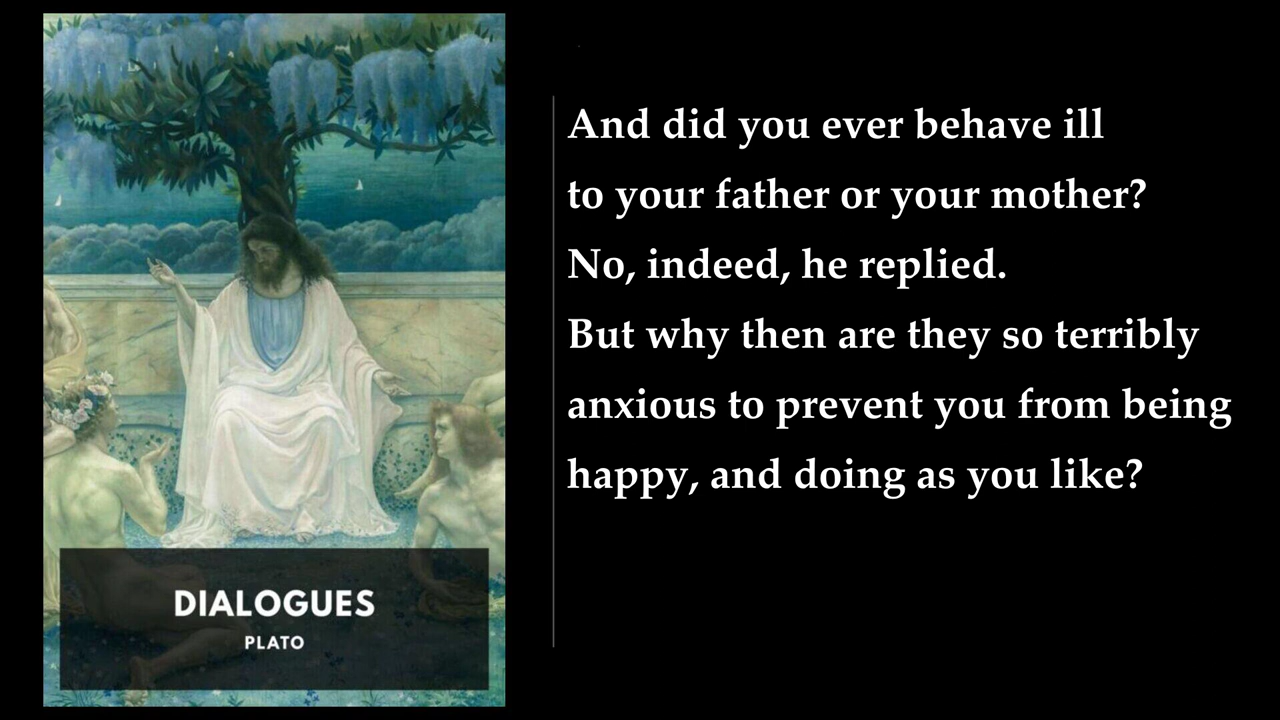 And did you ever behave ill
to your father or your mother?
No, indeed, he replied.
But why then are they so terribly
anxious to prevent you from being
happy, and doing as you like?
DIALOGUES
PLATO